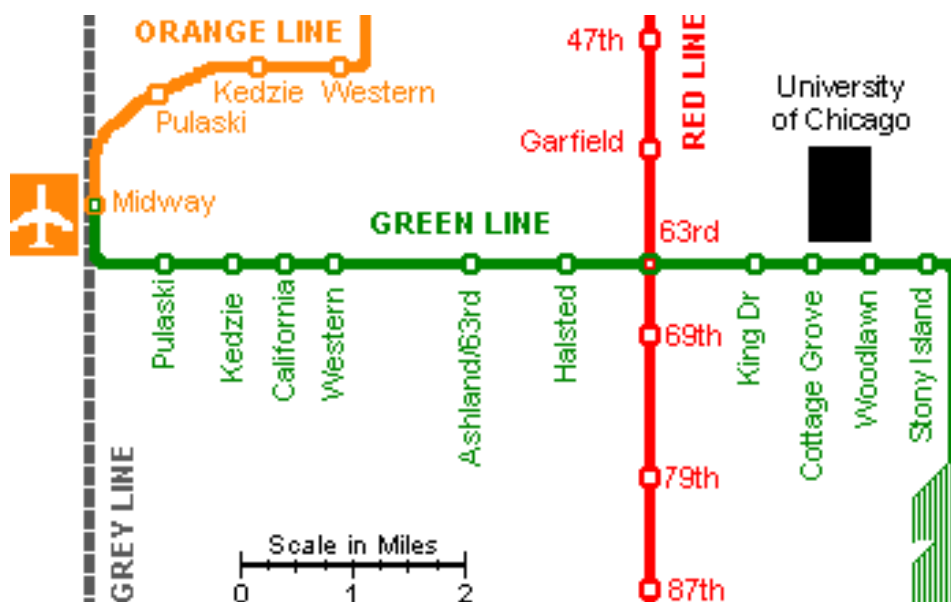 ORANGE LINE
47th
RED LINE
Kedzie
Western
Pulaski
University
of Chicago
Garfield
Midway
GREEN LINE
63rd
Pulaski
Kedzie
California
Western
Ashland/63rd
Halsted
69th
King Dr
Cottage Grove
Woodlawn
Stony Island
79th
GREY LINE
Scale in Miles
0 1 2
87th